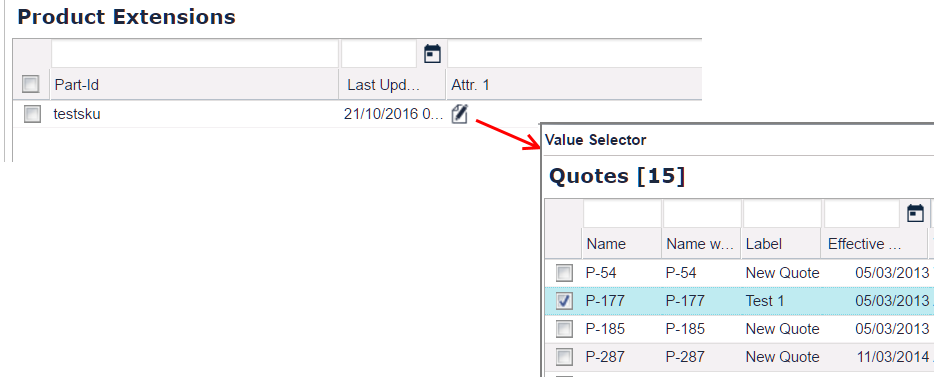 Product Extensions
Part-Id Last Upd... Attr. 1
testsku 21/10/2016 0...
Value Selector
Quotes [15]
Name Name w... Label Effective ...
P-54 P-54 New Quote 05/03/2013
P-177 P-177 Test 1 05/03/2013
P-185 P-185 New Quote 05/03/2013
P-287 P-287 New Quote 11/03/2014